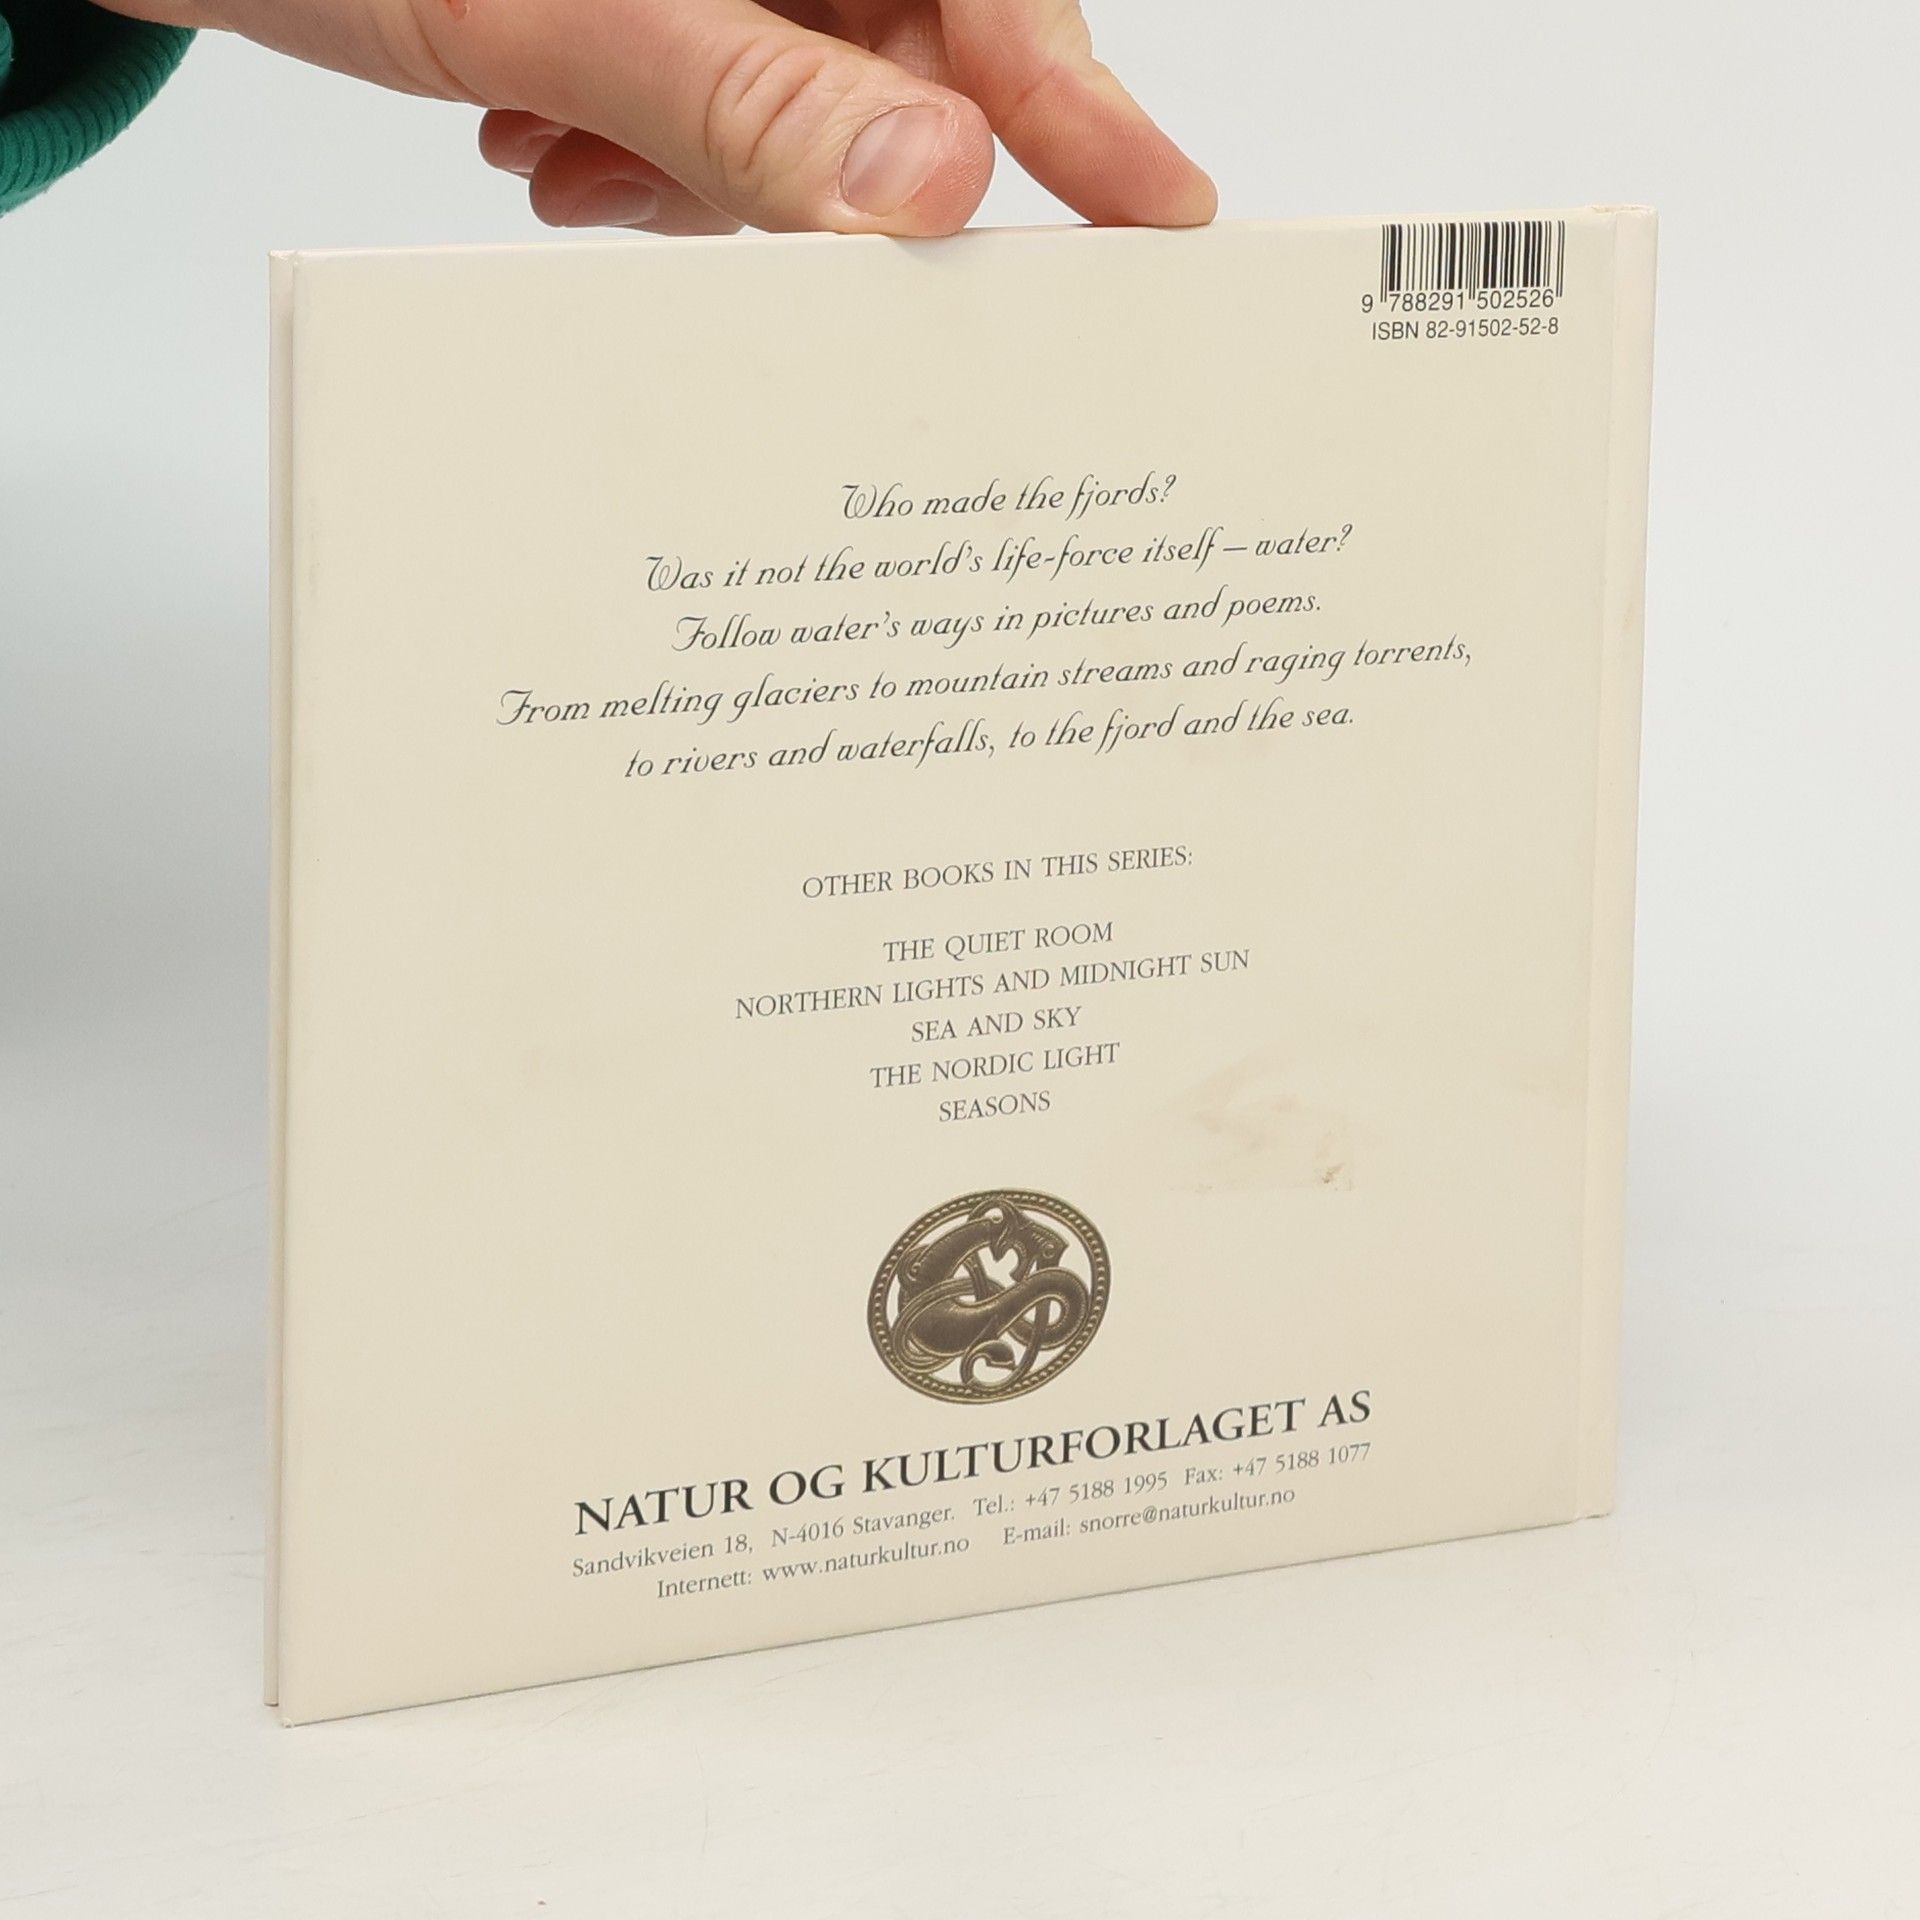 9 788291 502526
ISBN 82-91502-52-8
Who made the fjords?
Was it not the world's life-force itself – water?
Follow water's ways in pictures and poems.
From melting glaciers to mountain streams and raging torrents,
to rivers and waterfalls, to the fjord and the sea.
OTHER BOOKS IN THIS SERIES:
THE QUIET ROOM
NORTHERN LIGHTS AND MIDNIGHT SUN
SEA AND SKY
THE NORDIC LIGHT
SEASONS
NATUR OG KULTURFORLAGET AS
Sandvikveien 18, N-4016 Stavanger. Tel.: +47 5188 1995 Fax: +47 5188 1077
Internett: www.naturkultur.no E-mail: snorre@naturkultur.no